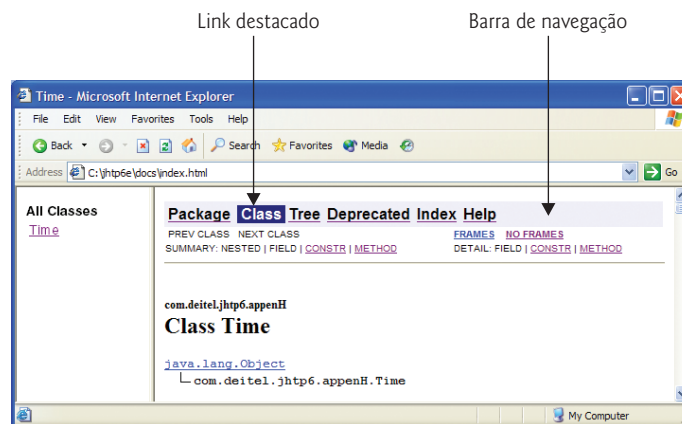 Link destacado Barra de navegação
Time - Microsoft Internet Explorer
File Edit View Favorites Tools Help
Back Search Favorites Media
Address C:\jhtp6e\docs\index.html Go
All Classes
Time
Package Class Tree Deprecated Index Help
PREV CLASS NEXT CLASS FRAMES NO FRAMES
SUMMARY: NESTED | FIELD | CONSTR | METHOD DETAIL: FIELD | CONSTR | METHOD
com.deitel.jhtp6.appenH
Class Time
java.lang.Object
com.deitel.jhtp6.appenH.Time
My Computer